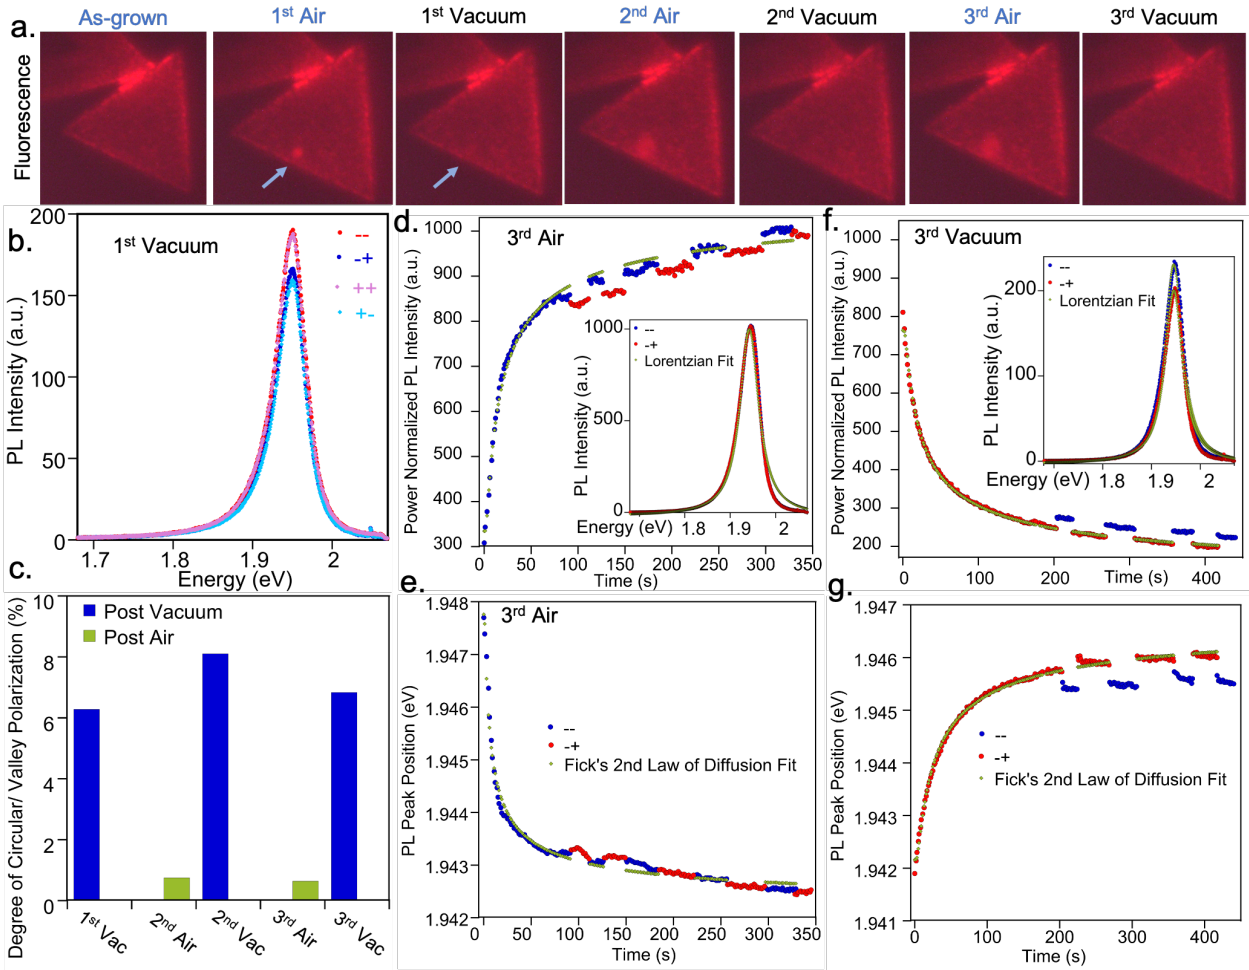 a.
As-grown
1st Air
1st Vacuum
2nd Air
2nd Vacuum
3rd Air
3rd Vacuum
Fluorescence
b.
1st Vacuum
--
-+
++
+-
PL Intensity (a.u.)
200
150
100
50
0
1.7
1.8
1.9
2
Energy (eV)
c.
Post Vacuum
Post Air
Degree of Circular/ Valley Polarization (%)
10
8
6
4
2
0
1st Vac
2nd Air
2nd Vac
3rd Air
3rd Vac
d.
3rd Air
Power Normalized PL Intensity (a.u.)
1000
900
800
700
600
500
400
300
0
50
100
150
200
250
300
350
Time (s)
--
-+
Lorentzian Fit
PL Intensity (a.u.)
1000
500
0
1.8
1.9
2
Energy (eV)
e.
3rd Air
PL Peak Position (eV)
1.948
1.947
1.946
1.945
1.944
1.943
1.942
--
-+
Fick's 2nd Law of Diffusion Fit
0
50
100
150
200
250
300
350
Time (s)
f.
3rd Vacuum
Power Normalized PL Intensity (a.u.)
1000
900
800
700
600
500
400
300
200
0
200
400
Time (s)
--
-+
Lorentzian Fit
PL Intensity (a.u.)
200
100
0
1.8
1.9
2
Energy (eV)
g.
PL Peak Position (eV)
1.947
1.946
1.945
1.944
1.943
1.942
1.941
--
-+
Fick's 2nd Law of Diffusion Fit
0
100
200
300
400
Time (s)